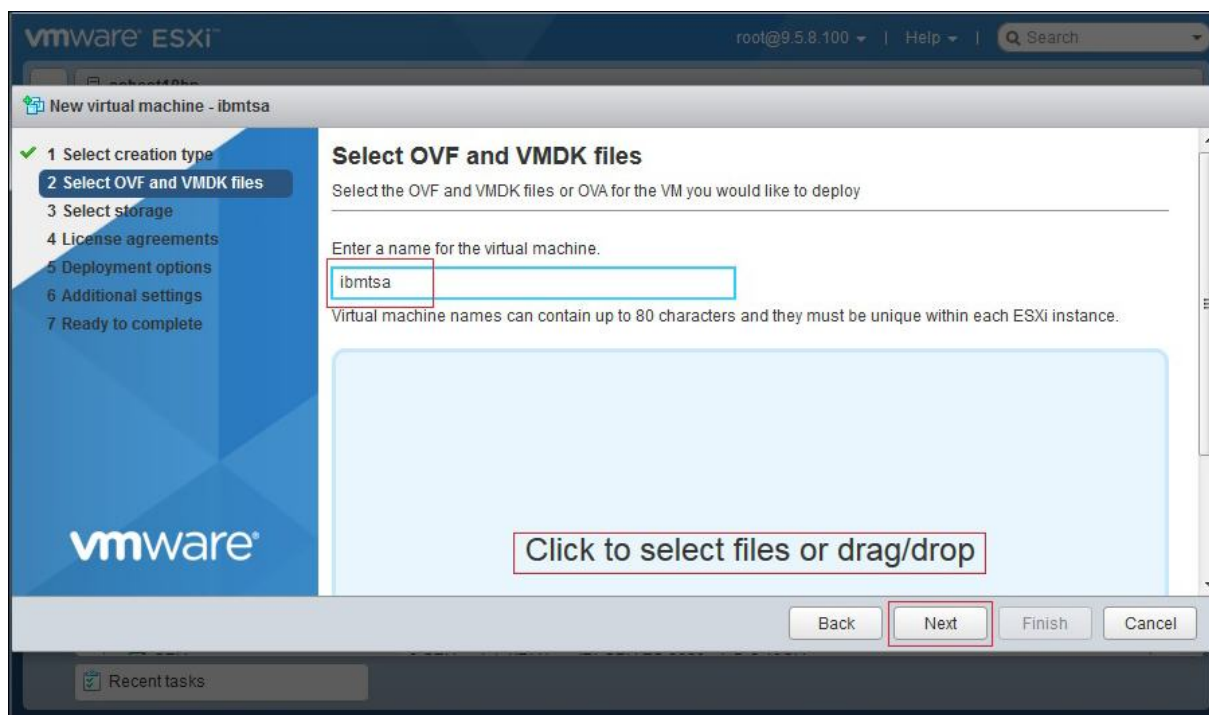 vmware ESXi™
root@9.5.8.100 | Help | Search
New virtual machine - ibmtsa
1 Select creation type
2 Select OVF and VMDK files
3 Select storage
4 License agreements
5 Deployment options
6 Additional settings
7 Ready to complete
vmware®
Select OVF and VMDK files
Select the OVF and VMDK files or OVA for the VM you would like to deploy
Enter a name for the virtual machine.
ibmtsa
Virtual machine names can contain up to 80 characters and they must be unique within each ESXi instance.
Click to select files or drag/drop
Back Next Finish Cancel
Recent tasks